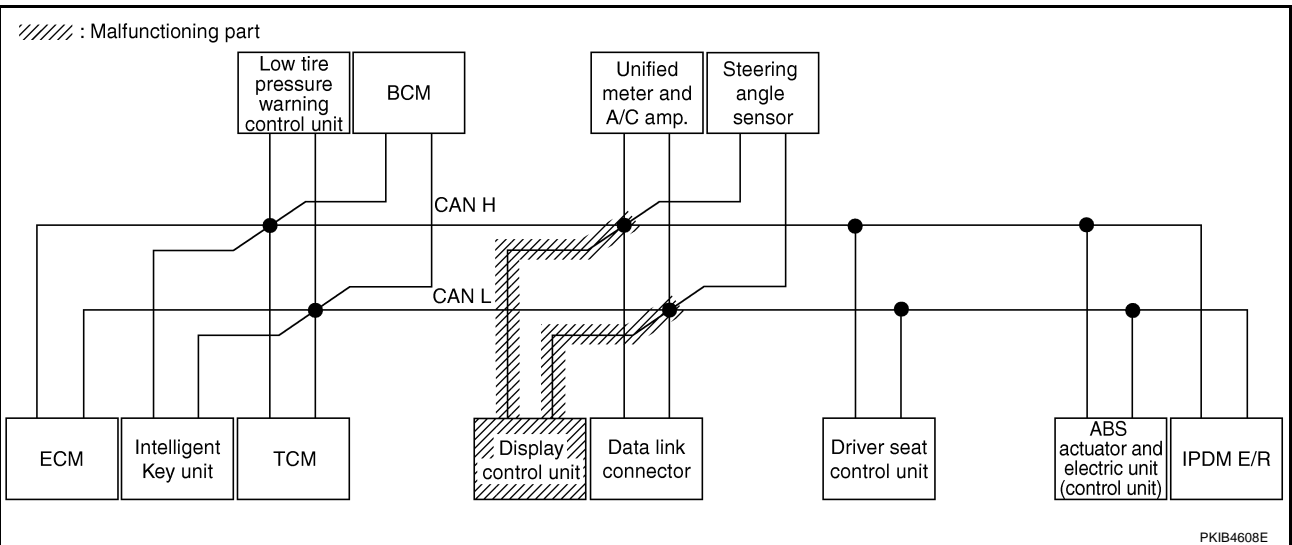 : Malfunctioning part
Low tire
pressure
warning
control unit
BCM
Unified
meter and
A/C amp.
Steering
angle
sensor
CAN H
CAN L
ECM
Intelligent
Key unit
TCM
Display
control unit
Data link
connector
Driver seat
control unit
ABS
actuator and
electric unit
(control unit)
IPDM E/R
PKIB4608E